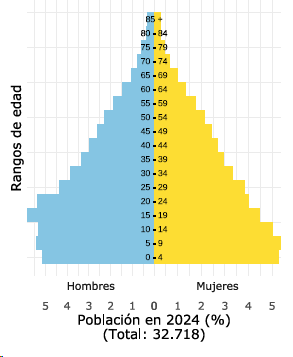 Rangos de edad
85 +
80 - 84
75 - 79
70 - 74
65 - 69
60 - 64
55 - 59
50 - 54
45 - 49
40 - 44
35 - 39
30 - 34
25 - 29
20 - 24
15 - 19
10 - 14
5 - 9
0 - 4
Hombres Mujeres
5 4 3 2 1 0 1 2 3 4 5
Población en 2024 (%)
(Total: 32.718)